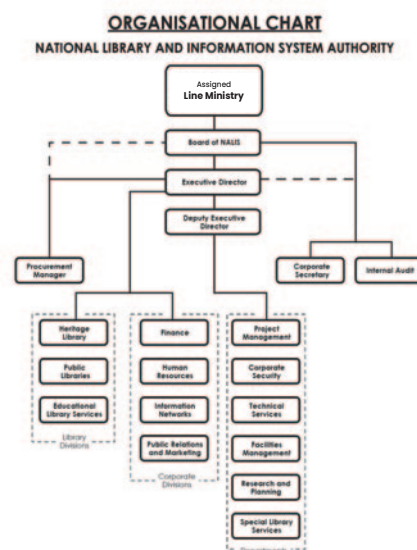 ORGANISATIONAL CHART
NATIONAL LIBRARY AND INFORMATION SYSTEM AUTHORITY
Assigned
Line Ministry
Board of NALIS
Executive Director
Deputy Executive
Director
Procurement
Manager
Corporate
Secretary
Internal Audit
Heritage
Library
Public
Libraries
Educational
Library Services
Library
Divisions
Finance
Human
Resources
Information
Networks
Public Relations
and Marketing
Corporate
Divisions
Project
Management
Corporate
Security
Technical
Services
Facilities
Management
Research and
Planning
Special Library
Services